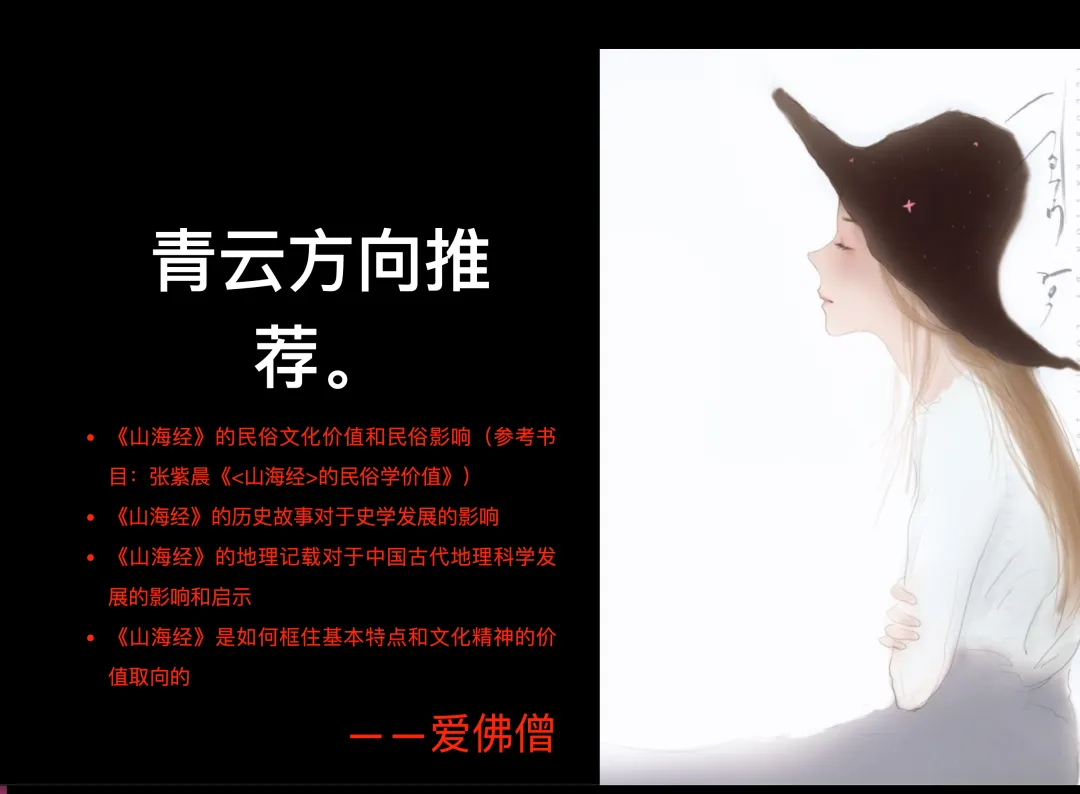 青云方向推
荐。
•《山海经》的民俗文化价值和民俗影响（参考书
目：张紫晨《<山海经>的民俗学价值》）
•《山海经》的历史故事对于史学发展的影响
•《山海经》的地理记载对于中国古代地理科学发
展的影响和启示
•《山海经》是如何框住基本特点和文化精神的价
值取向的
——爱佛僧